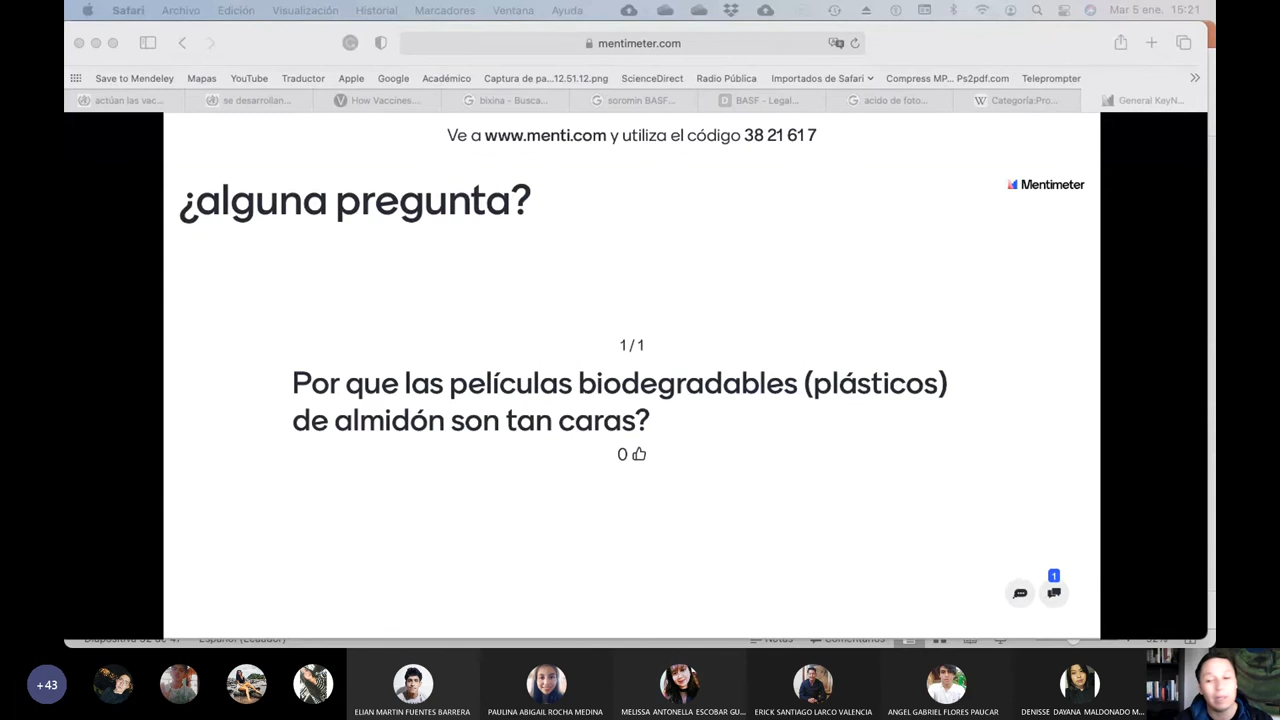 Safari Archivo Edición Visualización Historial Marcadores Ventana Ayuda Mar 5 ene. 15:21
mentimeter.com
Save to Mendeley Mapas YouTube Traductor Apple Google Académico Captura de pa...12.51.12.png ScienceDirect Radio Pública Importados de Safari Compress MP... Ps2pdf.com Teleprompter
actúan las vac... se desarrollan... How Vaccines... bixina - Busca... soromin BASF... BASF - Legal... acido de foto... Categoría:Pro... General KeyN...
Ve a www.menti.com y utiliza el código 38 21 61 7
Mentimeter
¿alguna pregunta?
1 / 1
Por que las películas biodegradables (plásticos)
de almidón son tan caras?
0
1
+43
ELIAN MARTIN FUENTES BARRERA
PAULINA ABIGAIL ROCHA MEDINA
MELISSA ANTONELLA ESCOBAR GU...
ERICK SANTIAGO LARCO VALENCIA
ANGEL GABRIEL FLORES PAUCAR
DENISSE DAYANA MALDONADO M...